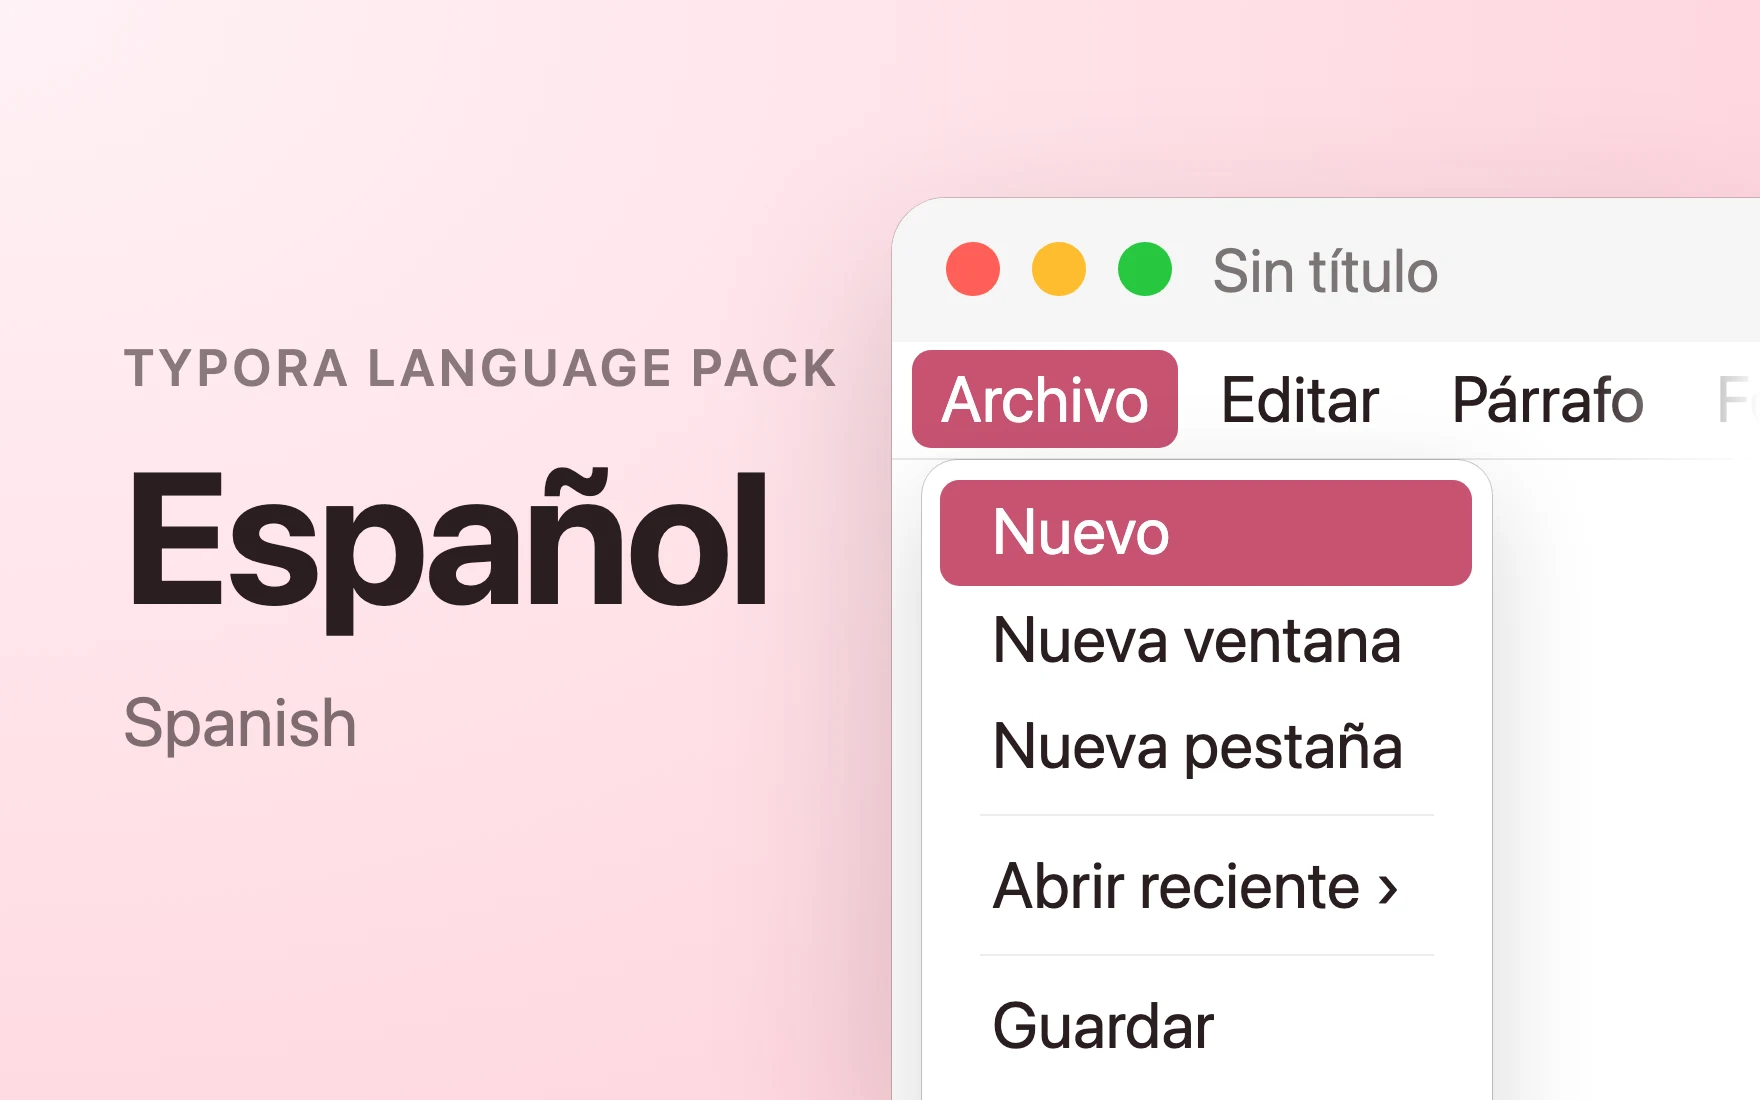 TYPORA LANGUAGE PACK
Español
Spanish
Sin título
Archivo Editar Párrafo
Nuevo
Nueva ventana
Nueva pestaña
Abrir reciente ›
Guardar